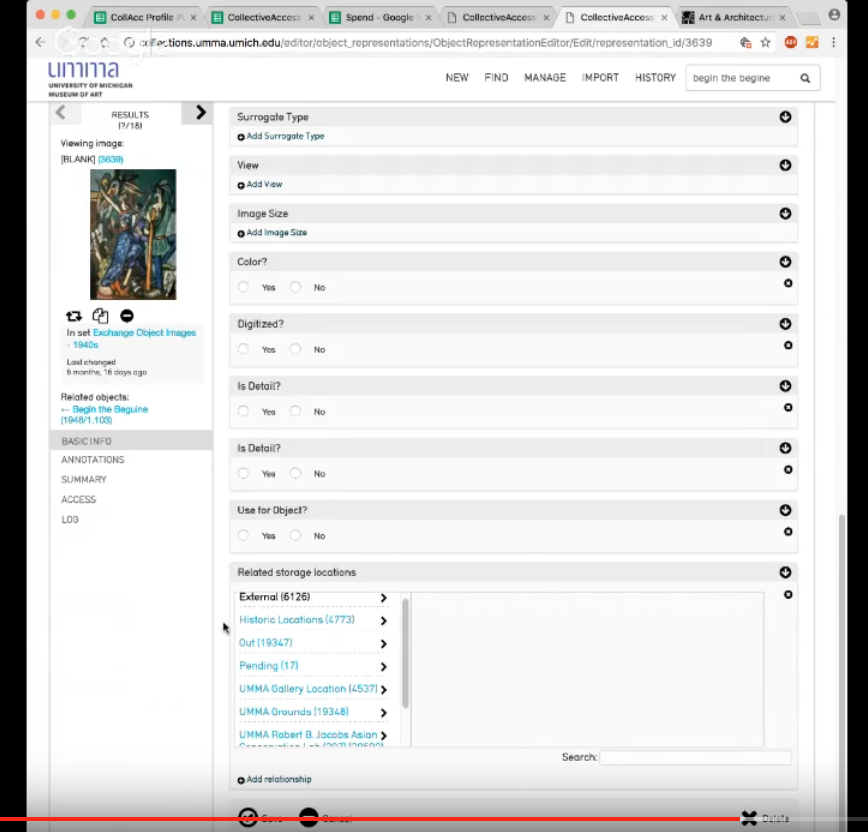 CollAcc Profile
CollectiveAccess
Spend - Google
CollectiveAccess
CollectiveAccess
Art & Architectur
Google
collections.umma.umich.edu/editor/object_representations/ObjectRepresentationEditor/Edit/representation_id/3639
umma
UNIVERSITY OF MICHIGAN
MUSEUM OF ART
NEW FIND MANAGE IMPORT HISTORY begin the begine
RESULTS
(?/18)
Viewing image:
[BLANK] (3639)
In set Exchange Object Images
- 1940s
Last changed
6 months, 16 days ago
Related objects:
← Begin the Beguine
(1948/1.103)
BASIC INFO
ANNOTATIONS
SUMMARY
ACCESS
LOG
Surrogate Type
Add Surrogate Type
View
Add View
Image Size
Add Image Size
Color?
Yes No
Digitized?
Yes No
Is Detail?
Yes No
Is Detail?
Yes No
Use for Object?
Yes No
Related storage locations
External (6126)
Historic Locations (4773)
Out (19347)
Pending (17)
UMMA Gallery Location (4537)
UMMA Grounds (19348)
UMMA Robert B. Jacobs Asian
Search:
Add relationship
Save Cancel Delete